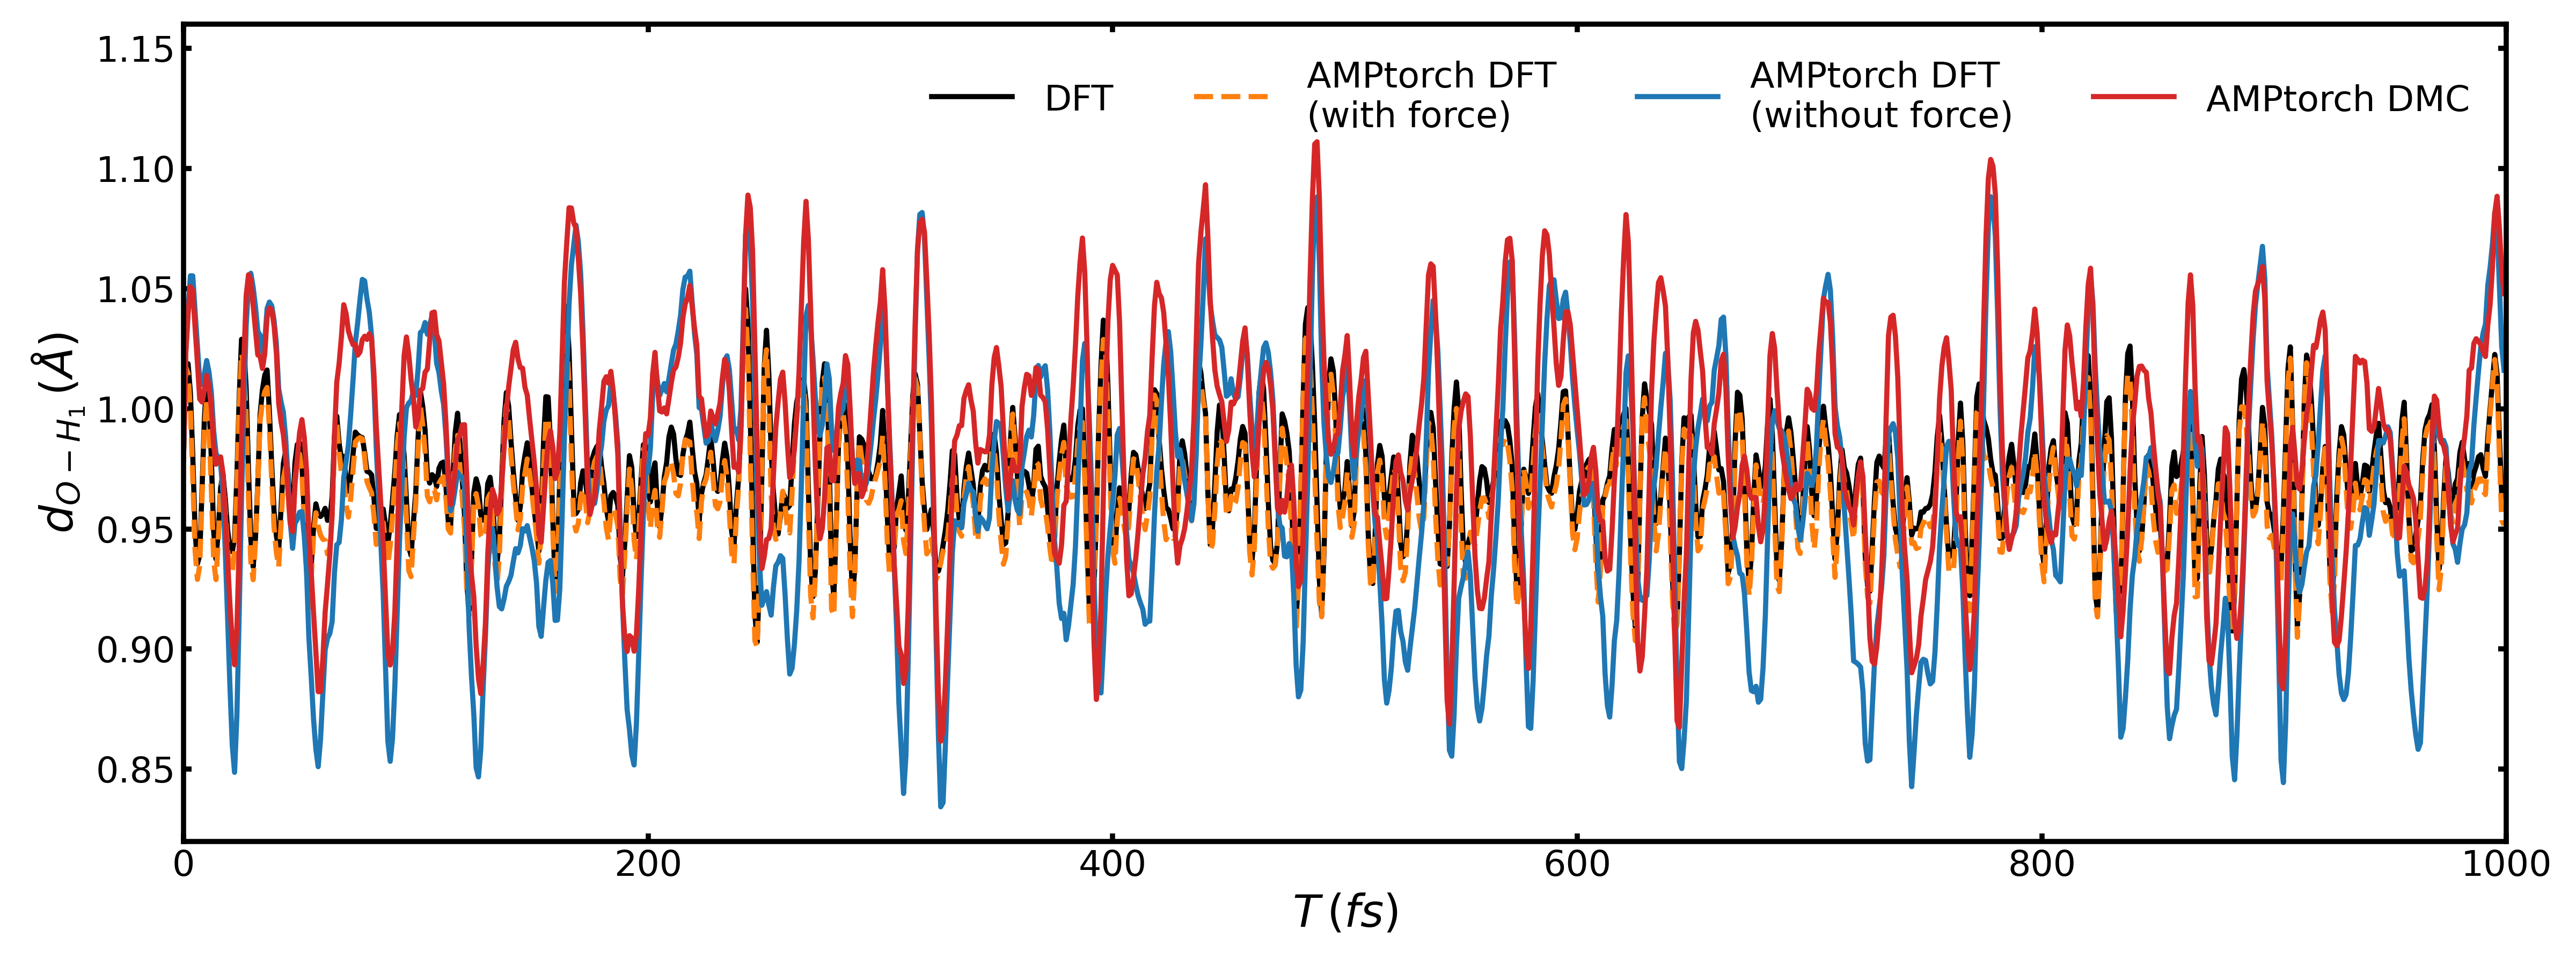 1.15
1.10
1.05
1.00
0.95
0.90
0.85
d_{O-H_1} (Å)
DFT
AMPtorch DFT
(with force)
AMPtorch DFT
(without force)
AMPtorch DMC
0 200 400 600 800 1000
T (fs)